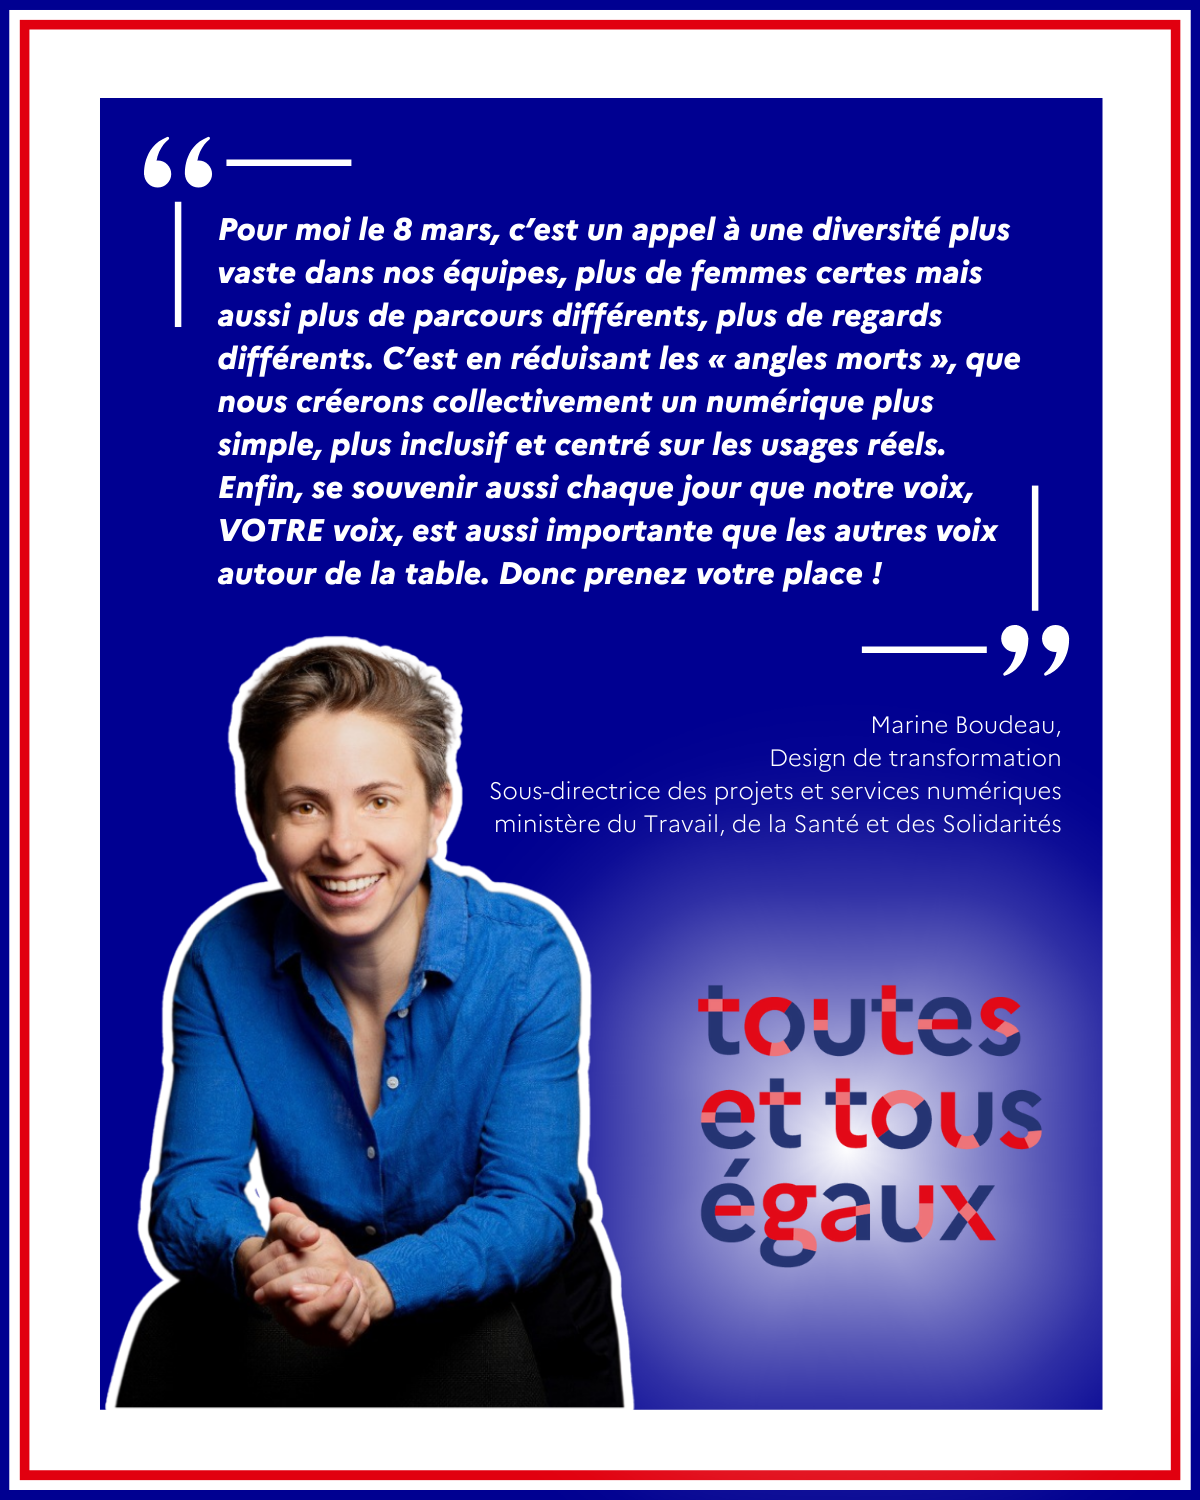 Pour moi le 8 mars, c’est un appel à une diversité plus
vaste dans nos équipes, plus de femmes certes mais
aussi plus de parcours différents, plus de regards
différents. C’est en réduisant les « angles morts », que
nous créerons collectivement un numérique plus
simple, plus inclusif et centré sur les usages réels.
Enfin, se souvenir aussi chaque jour que notre voix,
VOTRE voix, est aussi importante que les autres voix
autour de la table. Donc prenez votre place !
Marine Boudeau,
Design de transformation
Sous-directrice des projets et services numériques
ministère du Travail, de la Santé et des Solidarités
toutes
et tous
égaux